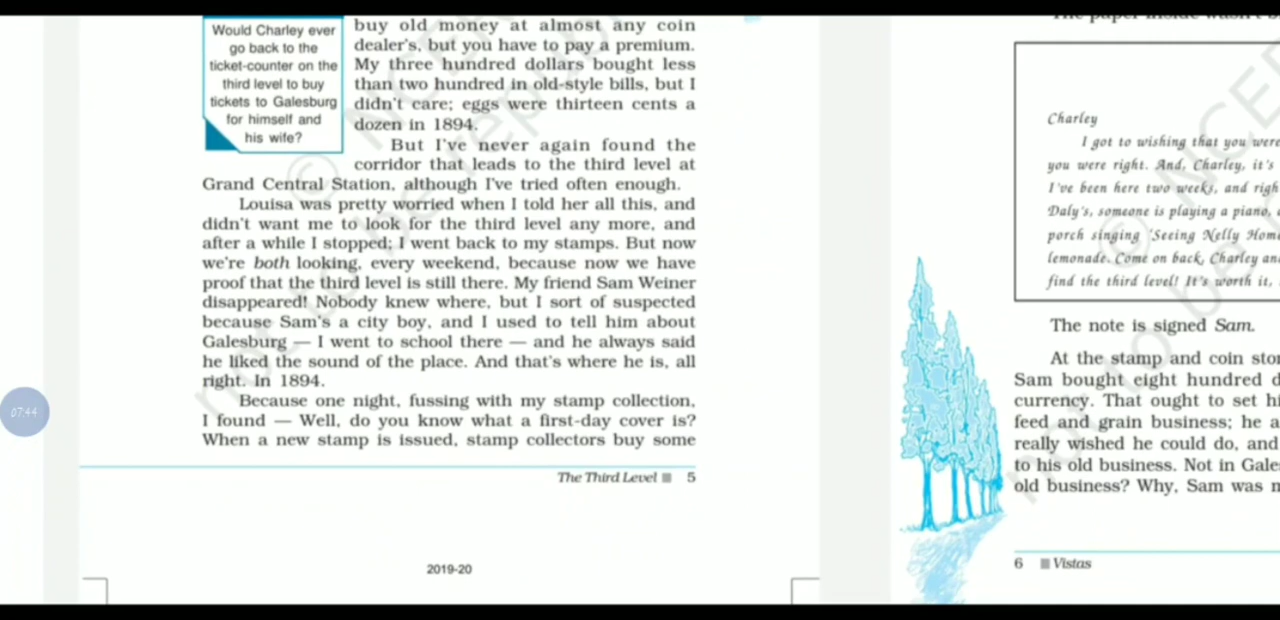 Would Charley ever
go back to the
ticket-counter on the
third level to buy
tickets to Galesburg
for himself and
his wife?
buy old money at almost any coin
dealer's, but you have to pay a premium.
My three hundred dollars bought less
than two hundred in old-style bills, but I
didn't care; eggs were thirteen cents a
dozen in 1894.
But I've never again found the
corridor that leads to the third level at
Grand Central Station, although I've tried often enough.
Louisa was pretty worried when I told her all this, and
didn't want me to look for the third level any more, and
after a while I stopped; I went back to my stamps. But now
we're both looking, every weekend, because now we have
proof that the third level is still there. My friend Sam Weiner
disappeared! Nobody knew where, but I sort of suspected
because Sam's a city boy, and I used to tell him about
Galesburg — I went to school there — and he always said
he liked the sound of the place. And that's where he is, all
right. In 1894.
Because one night, fussing with my stamp collection,
I found — Well, do you know what a first-day cover is?
When a new stamp is issued, stamp collectors buy some
The Third Level 5
2019-20
07:44
Charley
I got to wishing that you were
you were right. And, Charley, it's
I've been here two weeks, and righ
Daly's, someone is playing a piano,
porch singing 'Seeing Nelly Home
lemonade. Come on back, Charley an
find the third level! It's worth it,
The note is signed Sam.
At the stamp and coin stor
Sam bought eight hundred d
currency. That ought to set hi
feed and grain business; he a
really wished he could do, and
to his old business. Not in Gale
old business? Why, Sam was m
6 Vistas
© NCERT
not to be republished